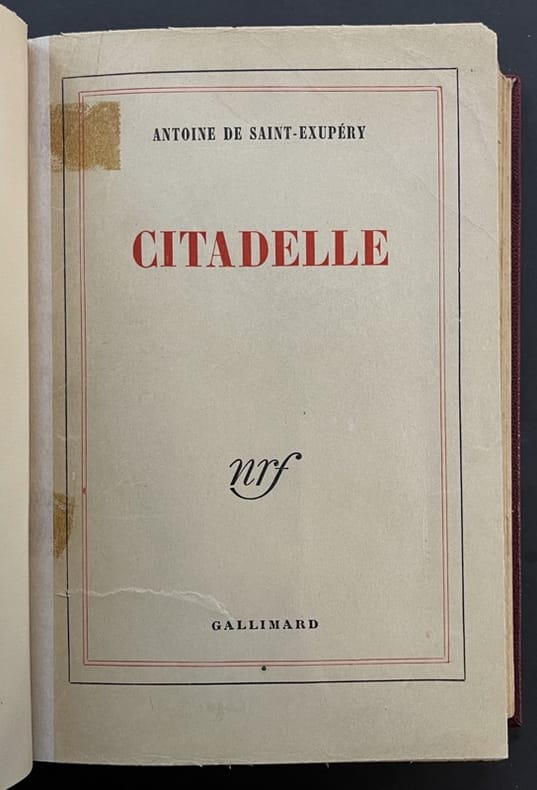 ANTOINE DE SAINT-EXUPÉRY
CITADELLE
nrf
GALLIMARD